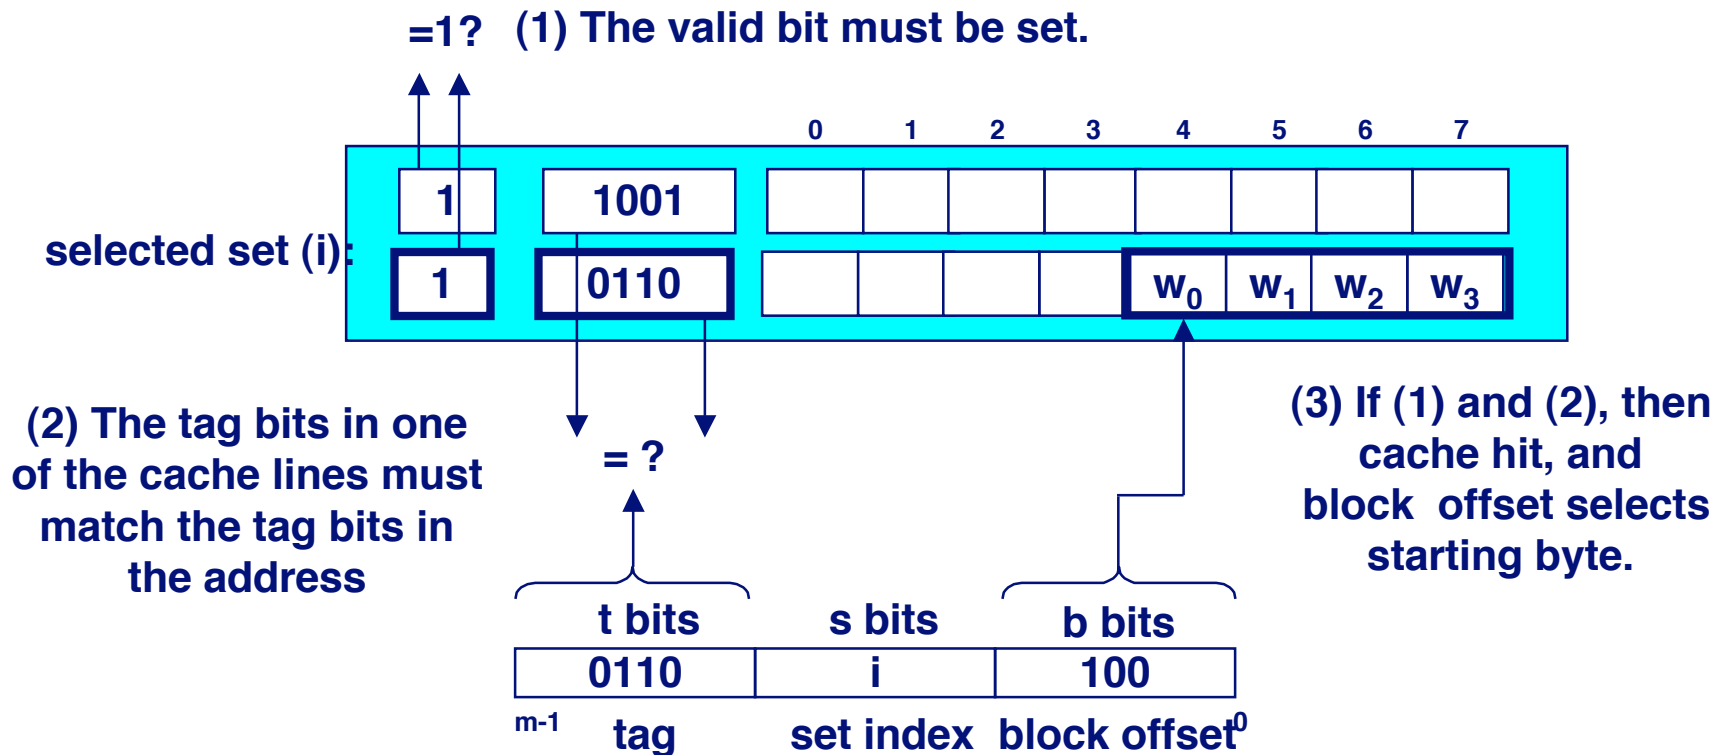 =1? (1) The valid bit must be set.
0 1 2 3 4 5 6 7
1 1001
selected set (i):
1 0110 w0 w1 w2 w3
(2) The tag bits in one
of the cache lines must
match the tag bits in
the address
= ?
(3) If (1) and (2), then
cache hit, and
block offset selects
starting byte.
t bits s bits b bits
0110 i 100
m-1 tag set index block offset 0